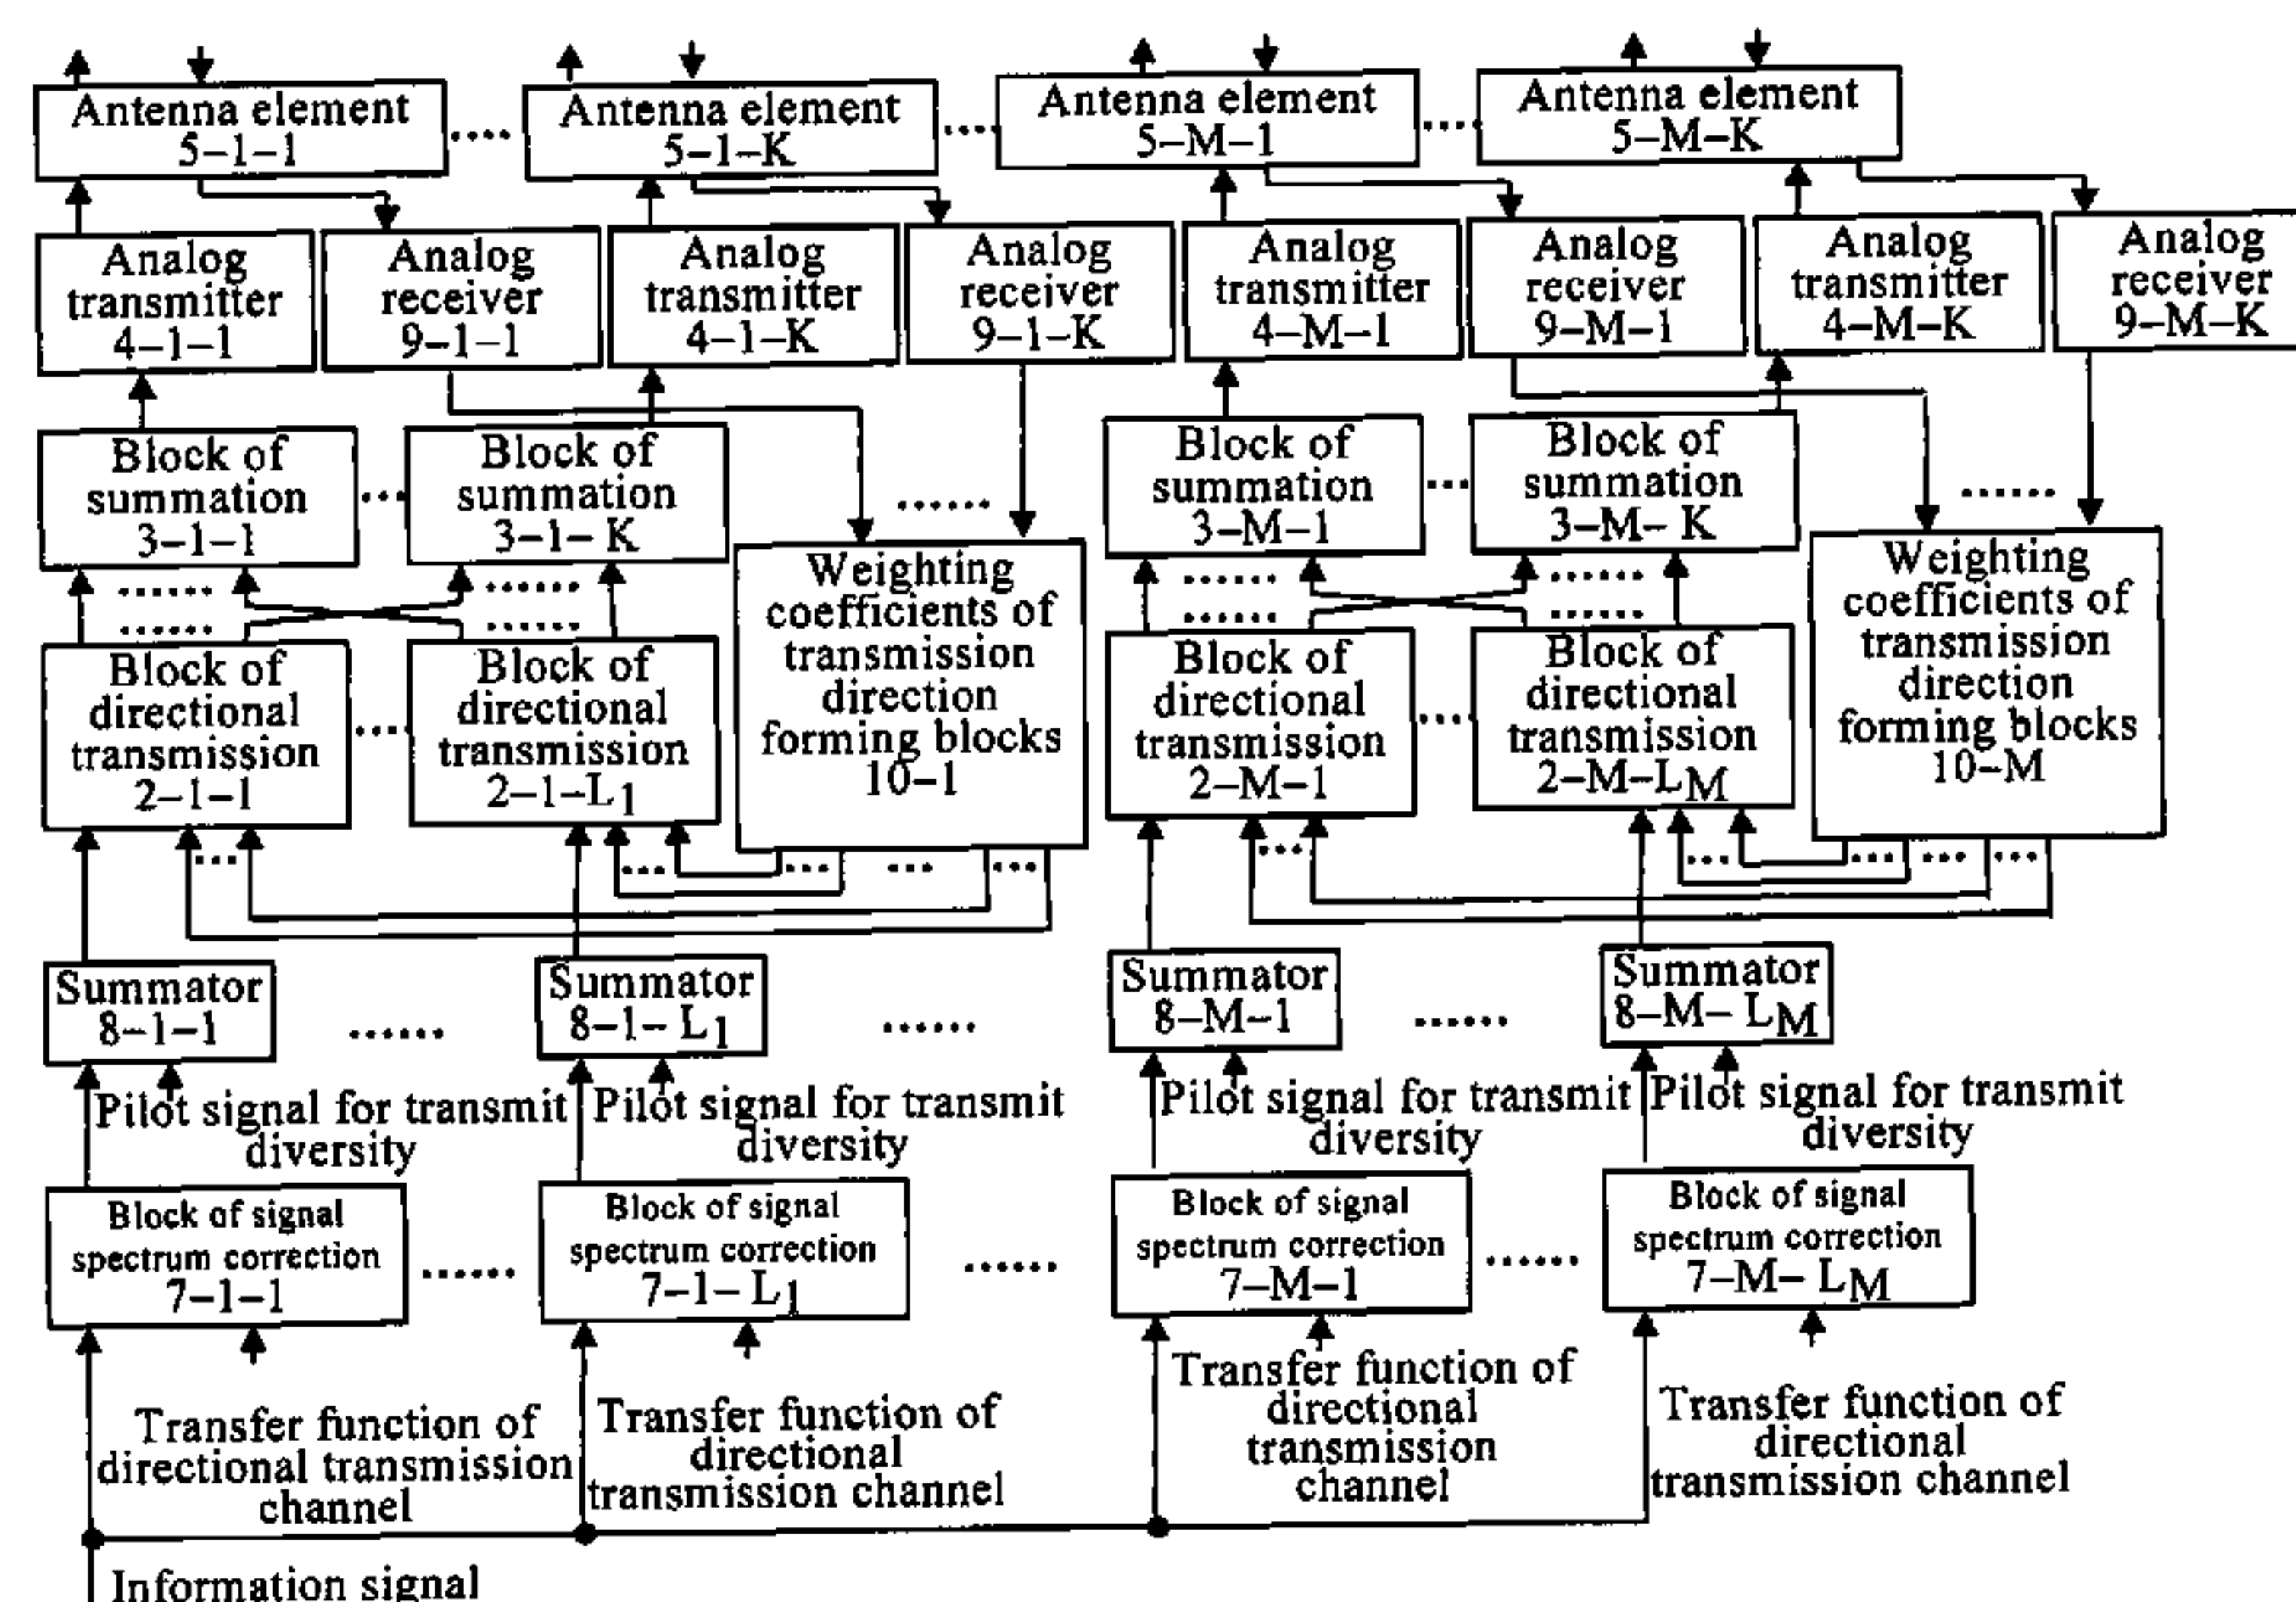 Antenna element
5-1-1
Antenna element
5-1-K
Antenna element
5-M-1
Antenna element
5-M-K
Analog
transmitter
4-1-1
Analog
receiver
9-1-1
Analog
transmitter
4-1-K
Analog
receiver
9-1-K
Analog
transmitter
4-M-1
Analog
receiver
9-M-1
Analog
transmitter
4-M-K
Analog
receiver
9-M-K
Block of
summation
3-1-1
Block of
summation
3-1- K
Block of
summation
3-M-1
Block of
summation
3-M- K
Block of
directional
transmission
2-1-1
Block of
directional
transmission
2-1-L1
Weighting
coefficients of
transmission
direction
forming blocks
10-1
Block of
directional
transmission
2-M-1
Block of
directional
transmission
2-M-LM
Weighting
coefficients of
transmission
direction
forming blocks
10-M
Summator
8-1-1
Summator
8-1- L1
Summator
8-M-1
Summator
8-M- LM
Pilot signal for transmit
diversity
Pilot signal for transmit
diversity
Pilot signal for transmit
diversity
Pilot signal for transmit
diversity
Block of signal
spectrum correction
7-1-1
Block of signal
spectrum correction
7-1- L1
Block of signal
spectrum correction
7-M-1
Block of signal
spectrum correction
7-M- LM
Transfer function of
directional transmission
channel
Transfer function of
directional
transmission channel
Transfer function of
directional
transmission
channel
Transfer function of
directional
transmission channel
Information signal